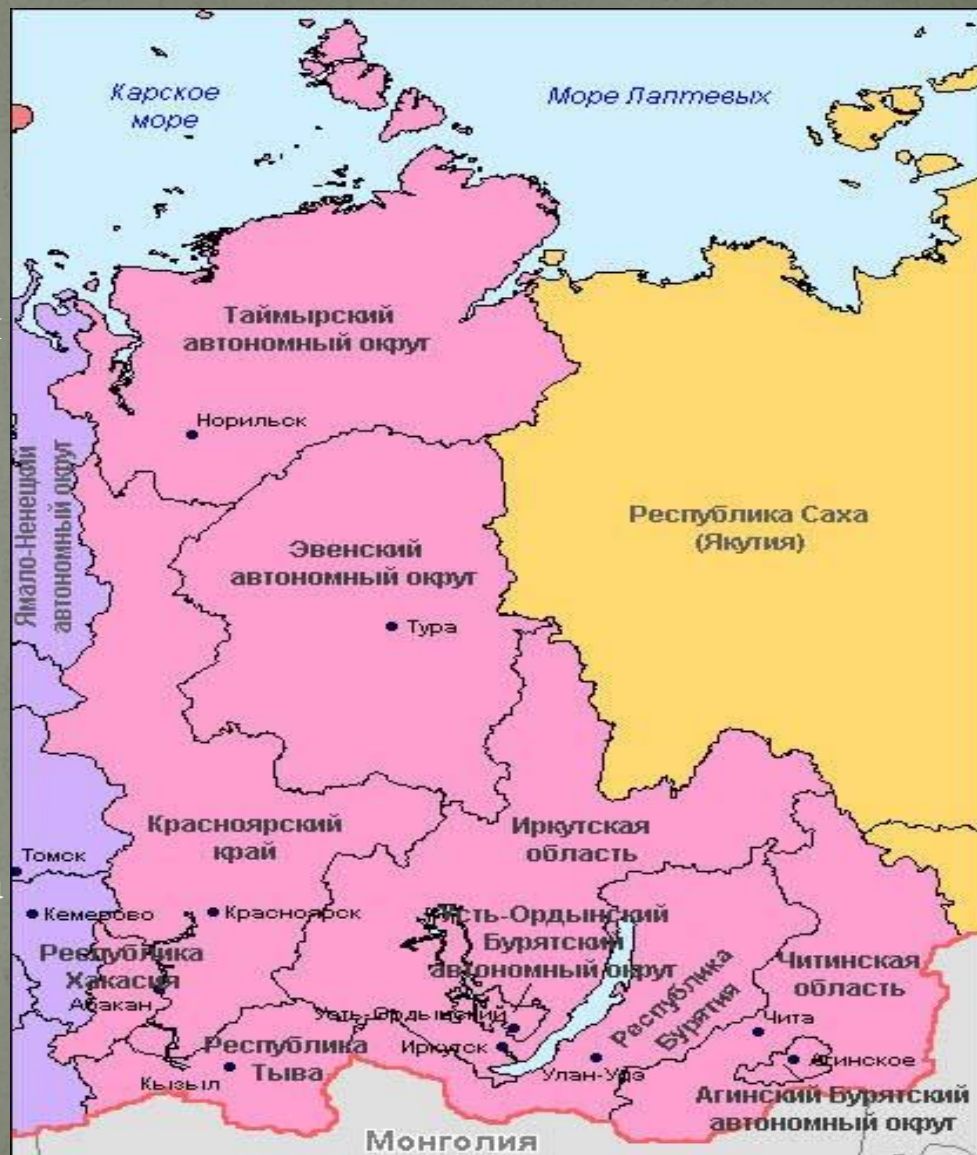 Карское
море
Море Лаптевых
Таймырский
автономный округ
Норильск
Ямало-Ненецкий
автономный округ
Республика Саха
(Якутия)
Эвенский
автономный округ
Тура
Красноярский
край
Иркутская
область
Томск
Кемерово
Красноярск
Усть-Ордынский
Бурятский
автономный округ
Республика
Хакасия
Абакан
Читинская
область
Республика
Бурятия
Усть-Ордынский
Чита
Иркутск
Республика
Тыва
Кызыл
Улан-Удэ
Агинское
Агинский Бурятский
автономный округ
Монголия